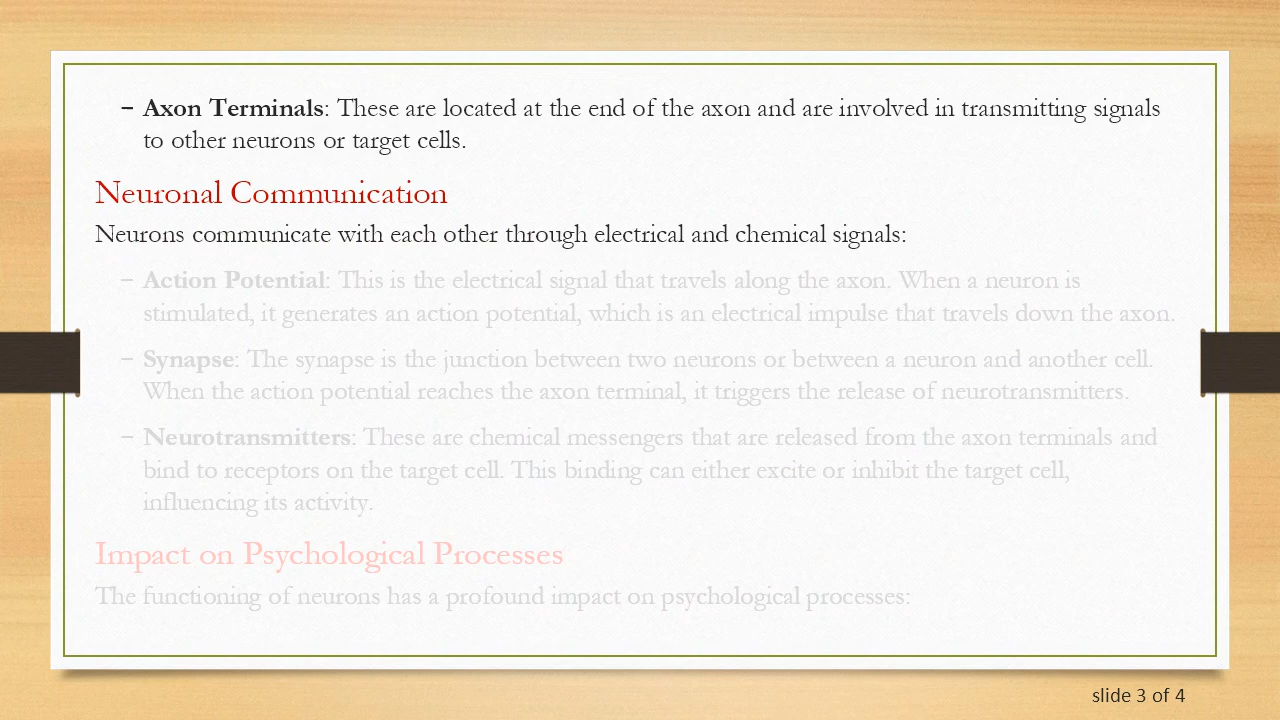 – Axon Terminals: These are located at the end of the axon and are involved in transmitting signals
to other neurons or target cells.
Neuronal Communication
Neurons communicate with each other through electrical and chemical signals:
– Action Potential: This is the electrical signal that travels along the axon. When a neuron is
stimulated, it generates an action potential, which is an electrical impulse that travels down the axon.
– Synapse: The synapse is the junction between two neurons or between a neuron and another cell.
When the action potential reaches the axon terminal, it triggers the release of neurotransmitters.
– Neurotransmitters: These are chemical messengers that are released from the axon terminals and
bind to receptors on the target cell. This binding can either excite or inhibit the target cell,
influencing its activity.
Impact on Psychological Processes
The functioning of neurons has a profound impact on psychological processes:
slide 3 of 4